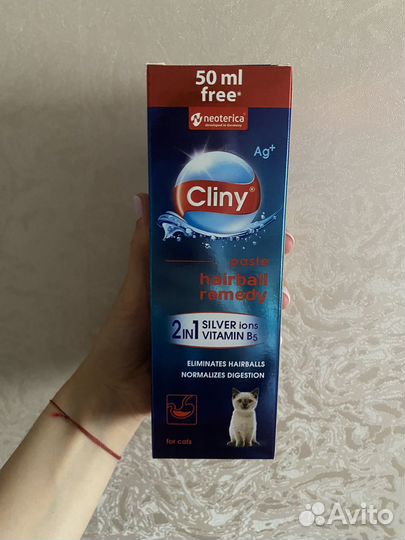 50 ml
free*
neoterica®
developed in Germany
Ag+
Cliny®
paste
hairball
remedy
2IN1 SILVER ions
VITAMIN B5
ELIMINATES HAIRBALLS
NORMALIZES DIGESTION
for cats
Avito